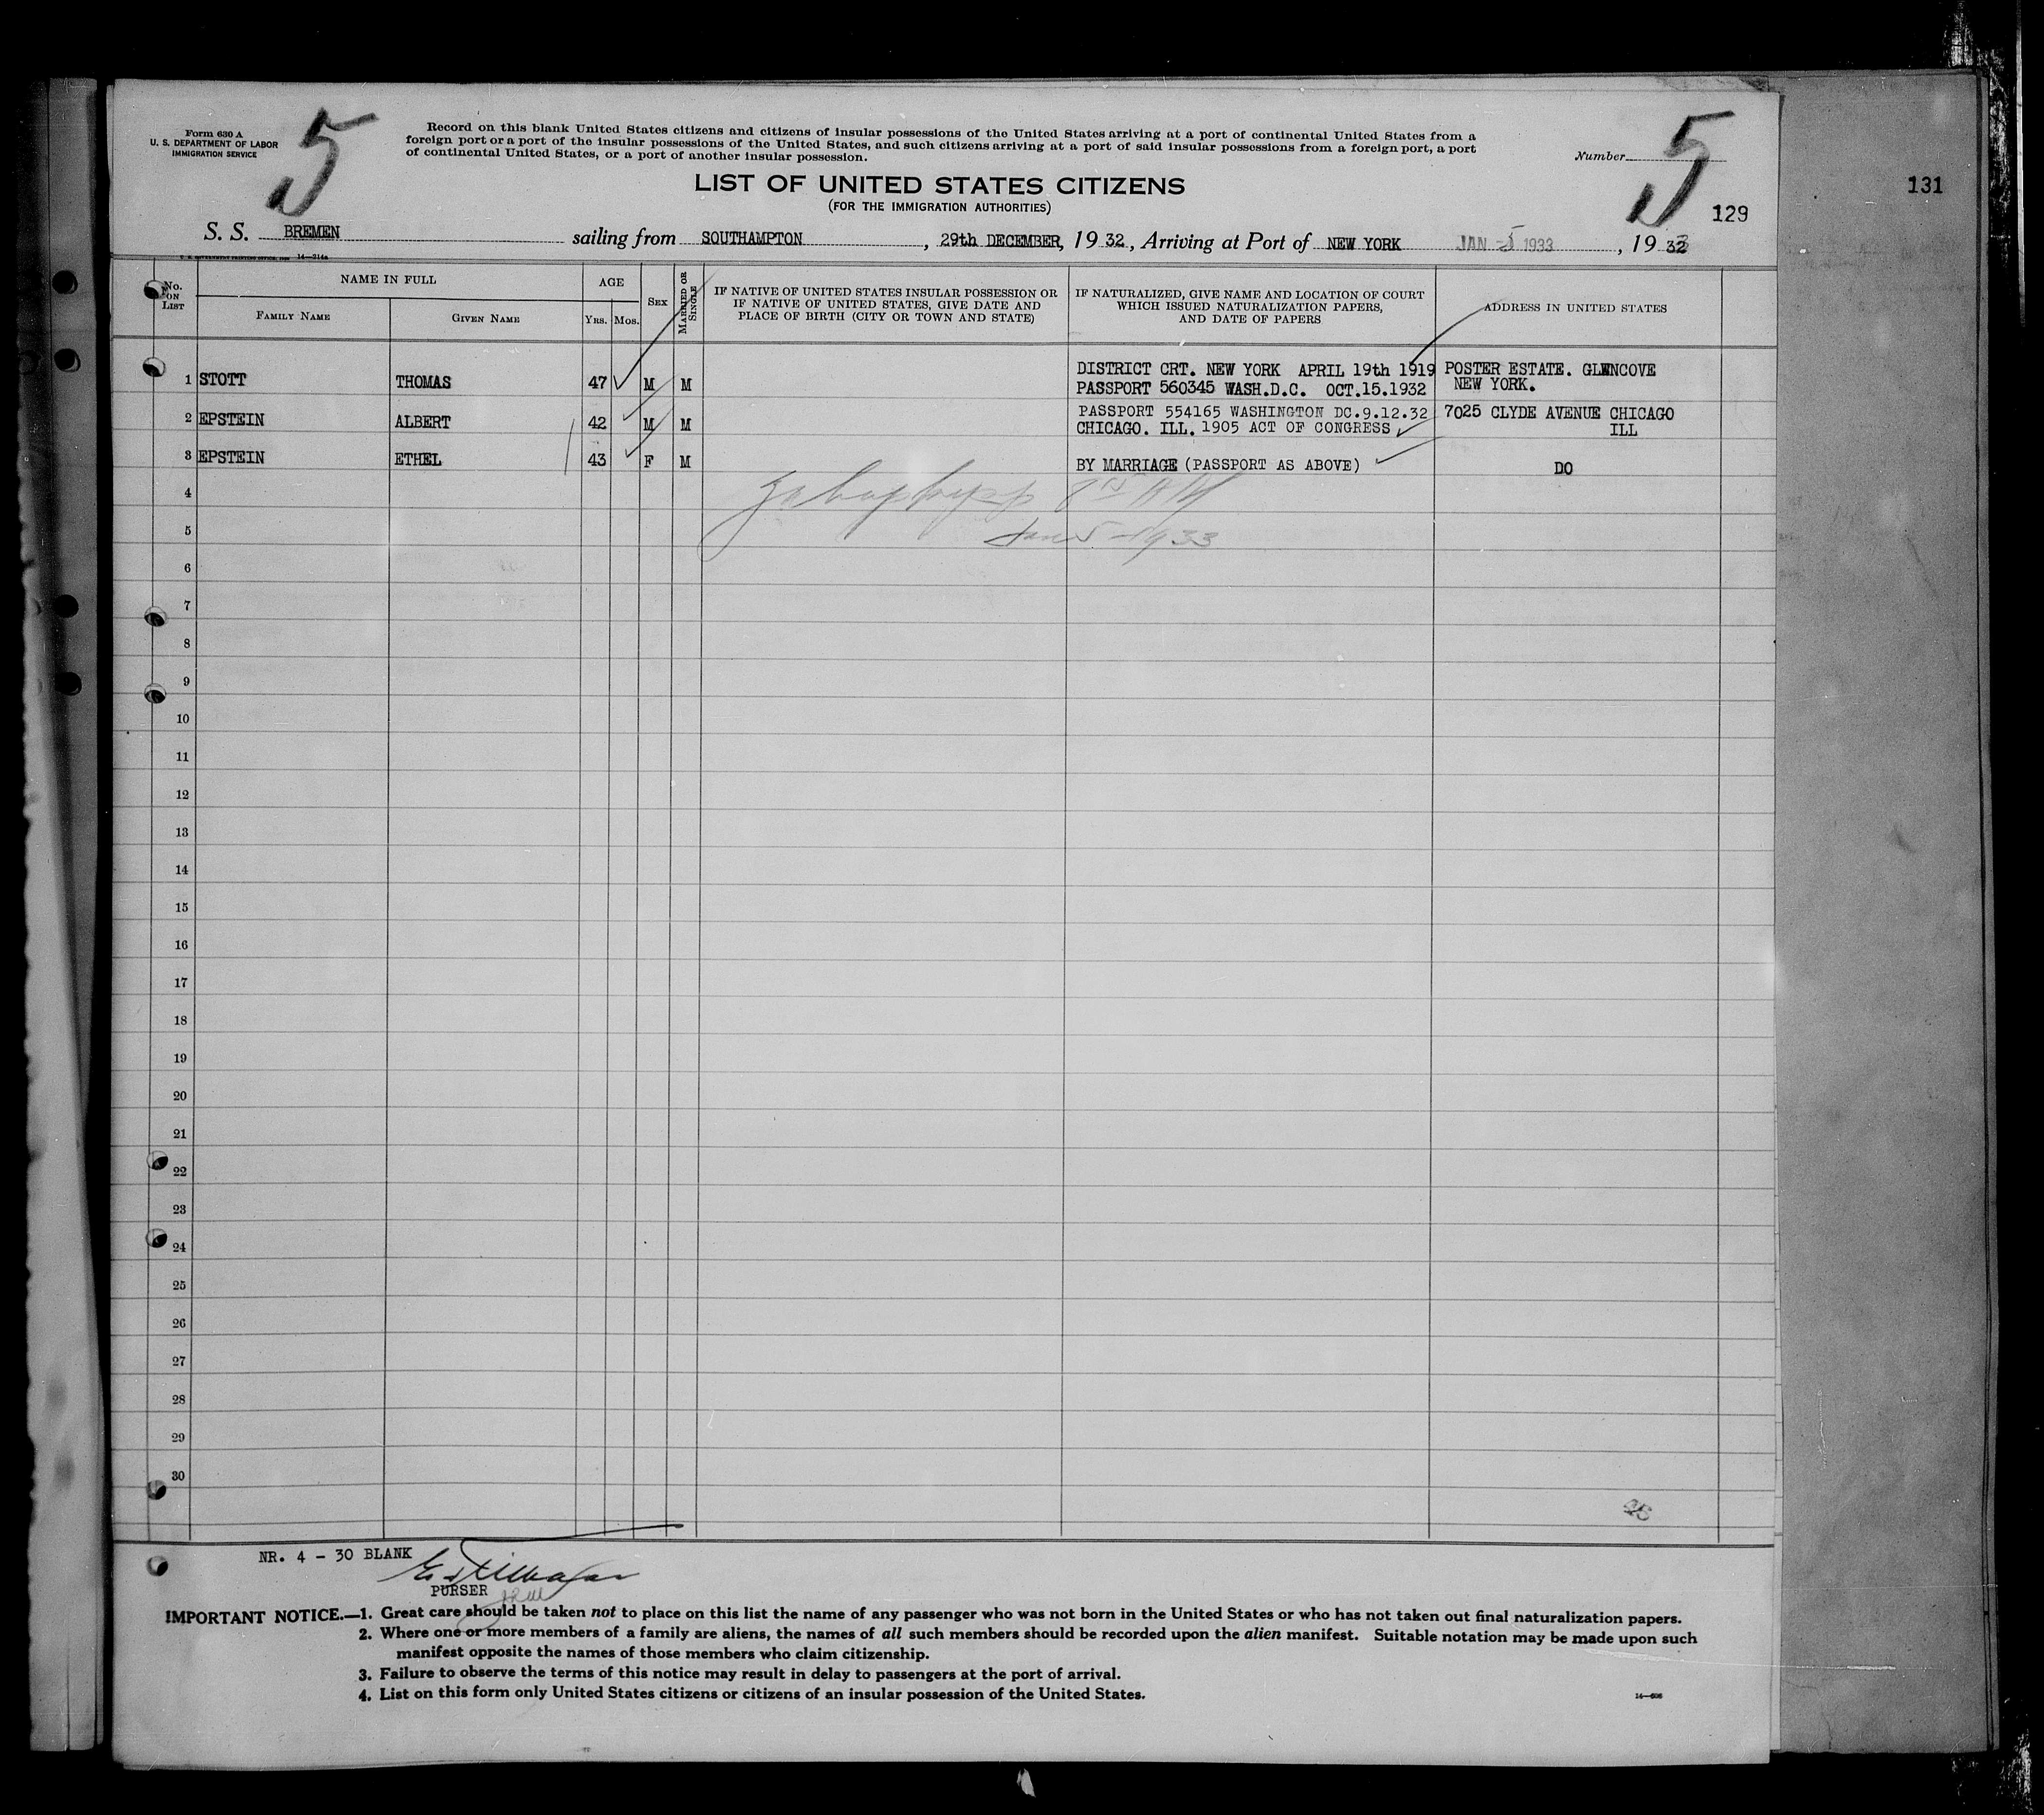 Form 630 A
U. S. DEPARTMENT OF LABOR
IMMIGRATION SERVICE
5
Record on this blank United States citizens and citizens of insular possessions of the United States arriving at a port of continental United States from a
foreign port or a port of the insular possessions of the United States, and such citizens arriving at a port of said insular possessions from a foreign port, a port
of continental United States, or a port of another insular possession.
Number 5
131
LIST OF UNITED STATES CITIZENS
(FOR THE IMMIGRATION AUTHORITIES)
129
S. S. BREMEN sailing from SOUTHAMPTON, 29th DECEMBER, 19 32, Arriving at Port of NEW YORK JAN 5 1933, 19 33
14—214a
No. ON LIST
NAME IN FULL
FAMILY NAME
GIVEN NAME
AGE
YRS. MOS.
SEX
MARRIED OR SINGLE
IF NATIVE OF UNITED STATES INSULAR POSSESSION OR
IF NATIVE OF UNITED STATES, GIVE DATE AND
PLACE OF BIRTH (CITY OR TOWN AND STATE)
IF NATURALIZED, GIVE NAME AND LOCATION OF COURT
WHICH ISSUED NATURALIZATION PAPERS,
AND DATE OF PAPERS
ADDRESS IN UNITED STATES
1 STOTT THOMAS 47 M M
DISTRICT CRT. NEW YORK APRIL 19th 1919
PASSPORT 560345 WASH.D.C. OCT.15.1932
POSTER ESTATE. GLENCOVE
NEW YORK.
2 EPSTEIN ALBERT 42 M M
PASSPORT 554165 WASHINGTON DC.9.12.32
CHICAGO. ILL. 1905 ACT OF CONGRESS
7025 CLYDE AVENUE CHICAGO
ILL
3 EPSTEIN ETHEL 43 F M BY MARRIAGE (PASSPORT AS ABOVE) DO
4
5 Jan 5 - 1933
6
7
8
9
10
11
12
13
14
15
16
17
18
19
20
21
22
23
24
25
26
27
28
29
30
NR. 4 - 30 BLANK
PURSER
IMPORTANT NOTICE.—1. Great care should be taken not to place on this list the name of any passenger who was not born in the United States or who has not taken out final naturalization papers.
2. Where one or more members of a family are aliens, the names of all such members should be recorded upon the alien manifest. Suitable notation may be made upon such
manifest opposite the names of those members who claim citizenship.
3. Failure to observe the terms of this notice may result in delay to passengers at the port of arrival.
4. List on this form only United States citizens or citizens of an insular possession of the United States.